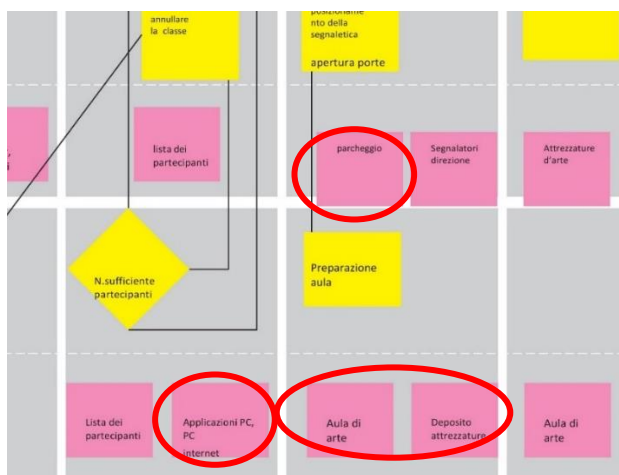 annullare
la classe
posizioname
nto della
segnaletica
apertura porte
lista dei
partecipanti
parcheggio
Segnalatori
direzione
Attrezzature
d'arte
N.sufficiente
partecipanti
Preparazione
aula
Lista dei
partecipanti
Applicazioni PC,
PC
internet
Aula di
arte
Deposito
attrezzature
Aula di
arte